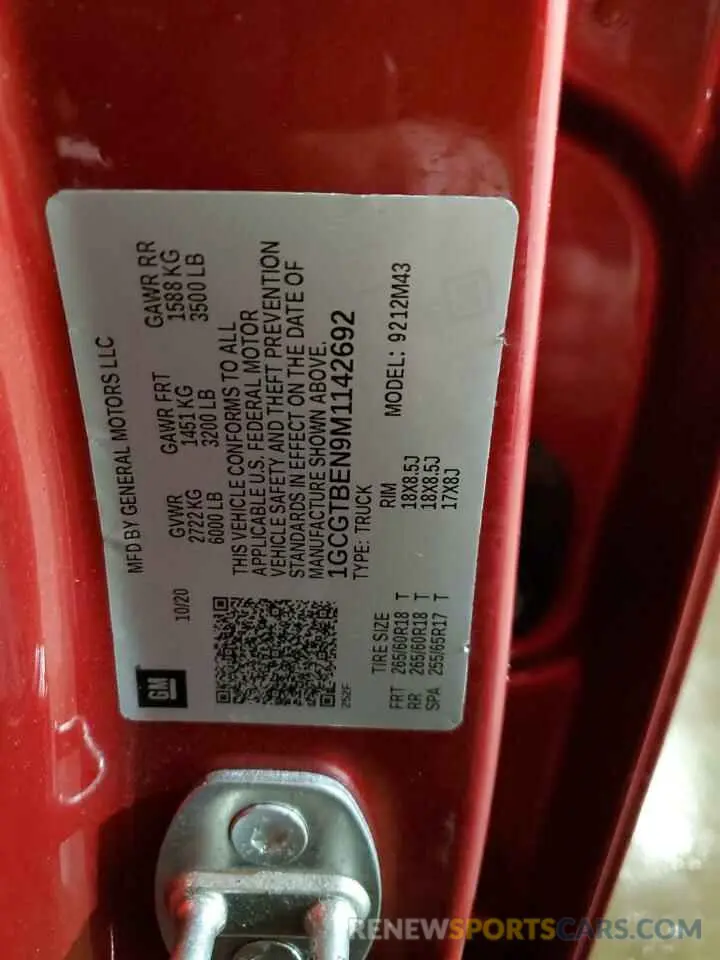 MFD BY GENERAL MOTORS LLC
10/20
GVWR GAWR FRT GAWR RR
2722 KG 1451 KG 1588 KG
6000 LB 3200 LB 3500 LB
THIS VEHICLE CONFORMS TO ALL
APPLICABLE U.S. FEDERAL MOTOR
VEHICLE SAFETY AND THEFT PREVENTION
STANDARDS IN EFFECT ON THE DATE OF
MANUFACTURE SHOWN ABOVE.
1GCGTBEN9M1142692
TYPE: TRUCK
MODEL: 9212M43
GM
252F
TIRE SIZE RIM
FRT 265/60R18 T 18X8.5J
RR 265/60R18 T 18X8.5J
SPA 255/65R17 T 17X8J
RENEWSPORTSCARS.COM